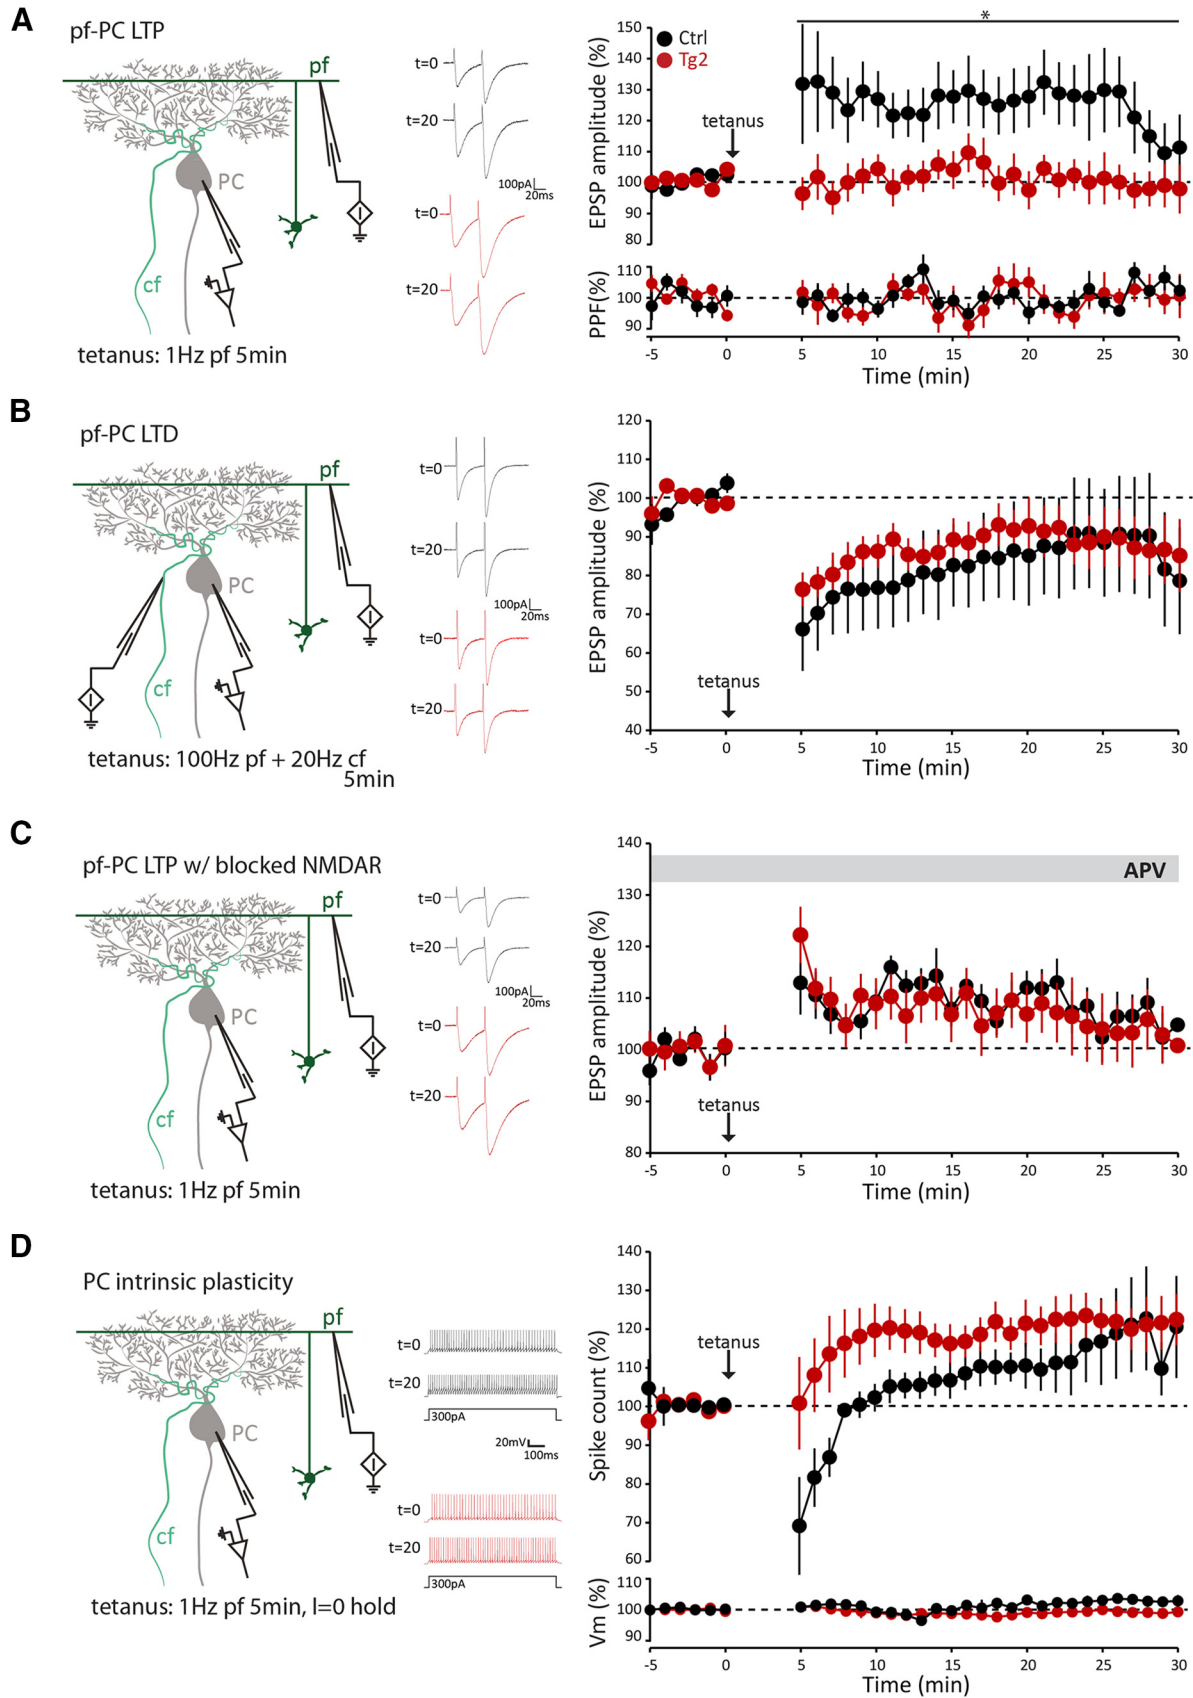 A
pf-PC LTP
pf
PC
cf
tetanus: 1Hz pf 5min
t=0
t=20
100pA
20ms
t=0
t=20
EPSP amplitude (%)
150
140
130
120
110
100
90
80
Ctrl
Tg2
*
tetanus
PPF(%)
110
100
90
-5
0
5
10
15
20
25
30
Time (min)
B
pf-PC LTD
pf
PC
cf
tetanus: 100Hz pf + 20Hz cf
5min
t=0
t=20
100pA
20ms
t=0
t=20
EPSP amplitude (%)
120
110
100
90
80
70
60
50
40
tetanus
-5
0
5
10
15
20
25
30
Time (min)
C
pf-PC LTP w/ blocked NMDAR
pf
PC
cf
tetanus: 1Hz pf 5min
t=0
t=20
100pA
20ms
t=0
t=20
EPSP amplitude (%)
140
130
120
110
100
90
80
APV
tetanus
-5
0
5
10
15
20
25
30
Time (min)
D
PC intrinsic plasticity
pf
PC
cf
tetanus: 1Hz pf 5min, I=0 hold
t=0
t=20
300pA
20mV
100ms
t=0
t=20
300pA
Spike count (%)
140
130
120
110
100
90
80
70
60
tetanus
Vm (%)
110
100
90
-5
0
5
10
15
20
25
30
Time (min)